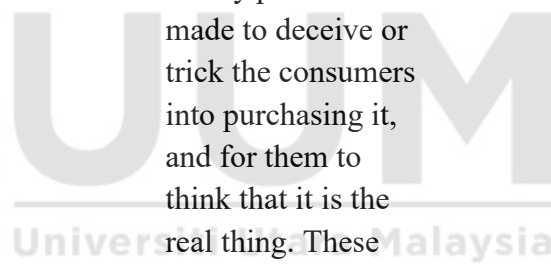 made to deceive or
trick the consumers
into purchasing it,
and for them to
think that it is the
real thing. These
UUM
Universiti Utara Malaysia